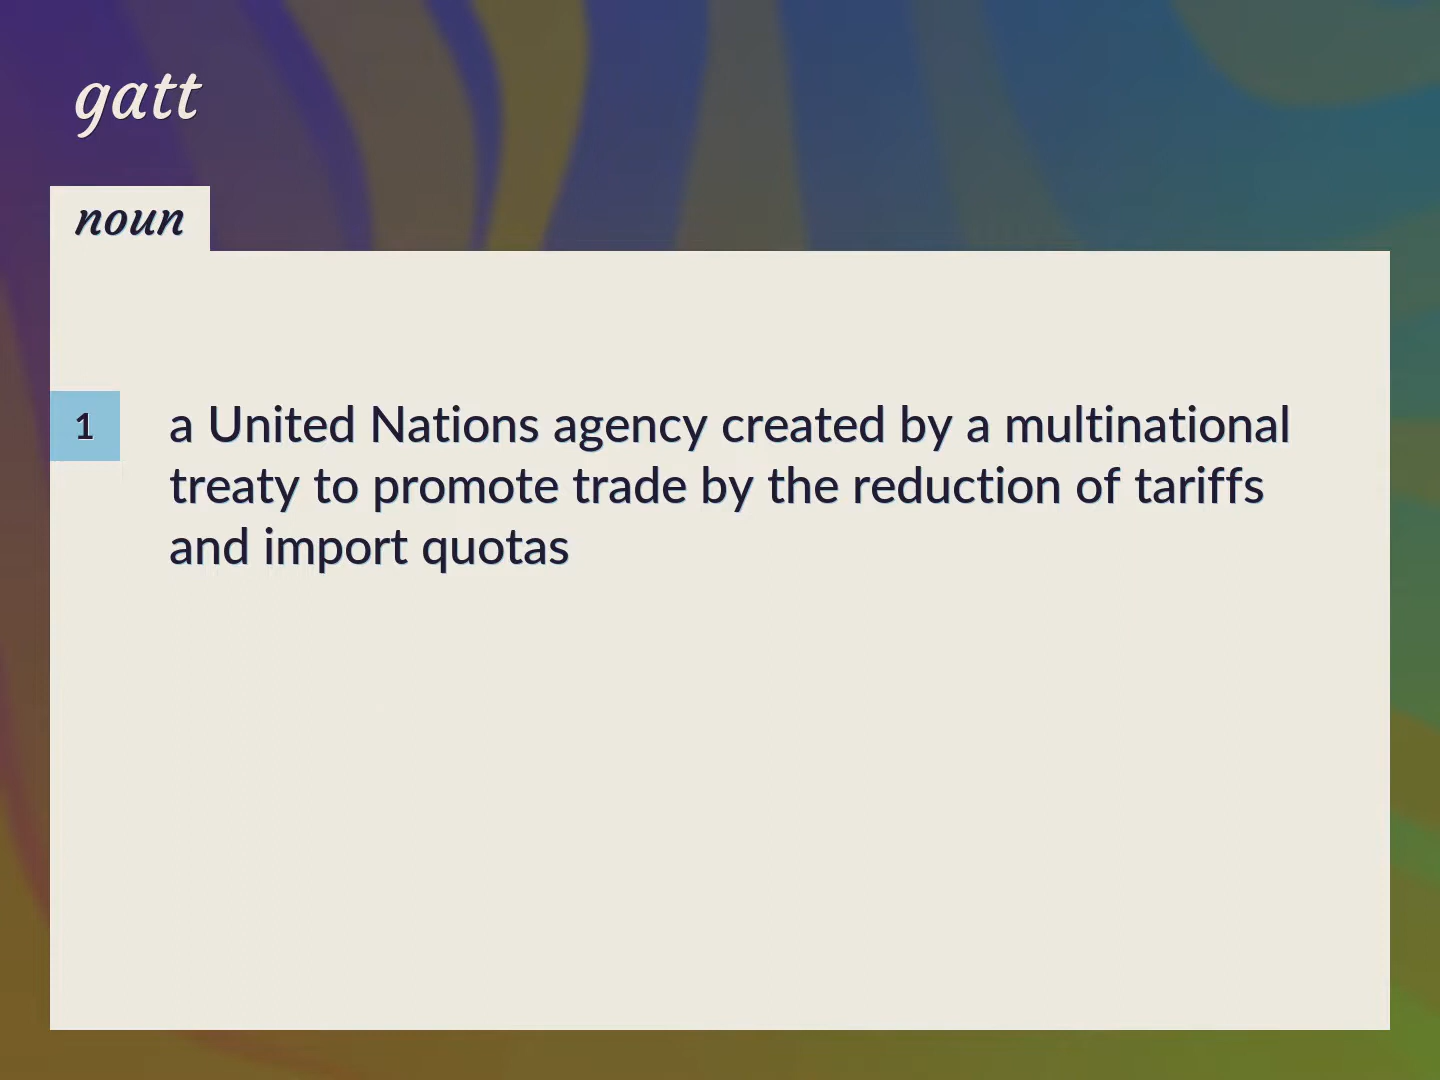 gatt
noun
1
a United Nations agency created by a multinational
treaty to promote trade by the reduction of tariffs
and import quotas